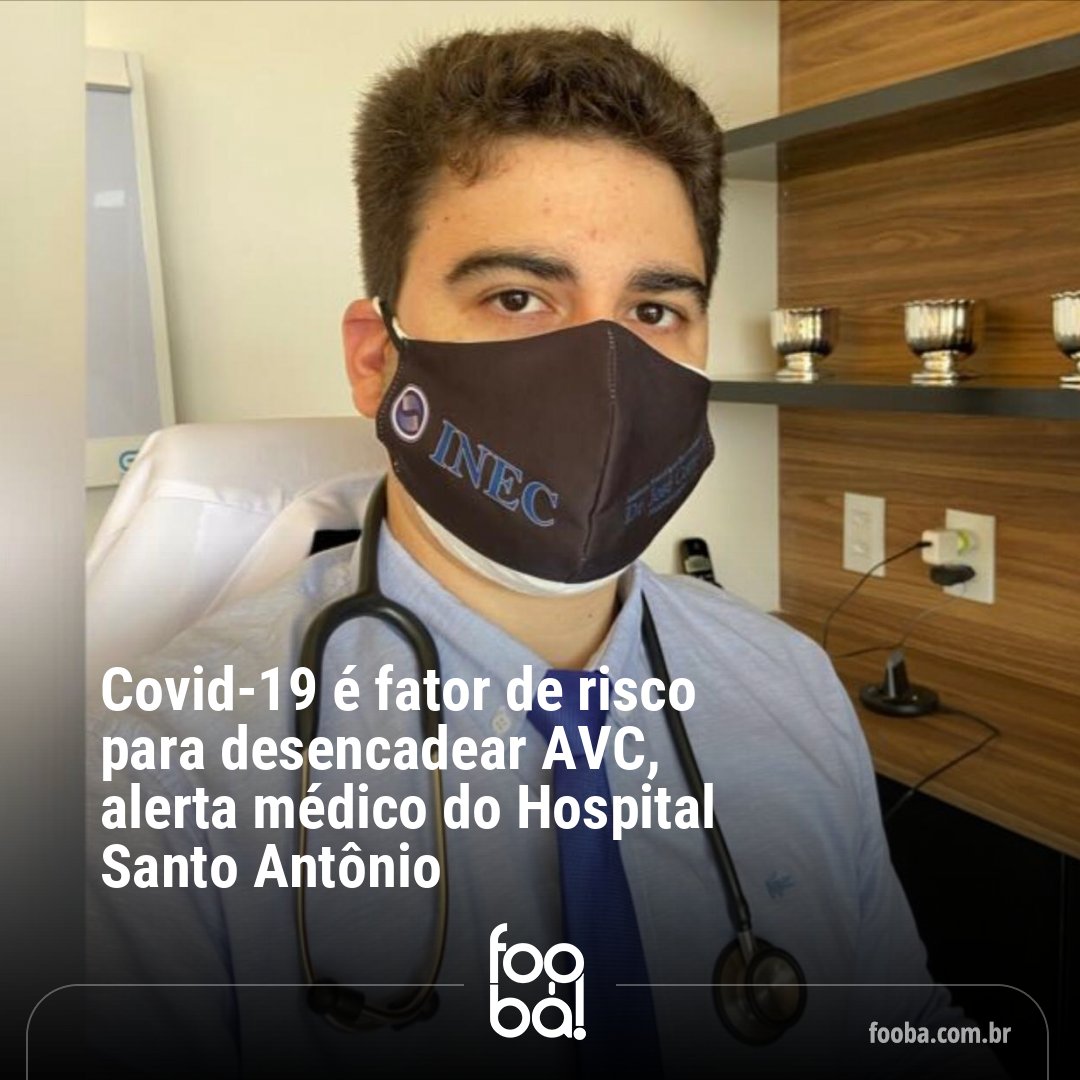 INEC
Dr. José
Covid-19 é fator de risco
para desencadear AVC,
alerta médico do Hospital
Santo Antônio
foo
bá!
fooba.com.br